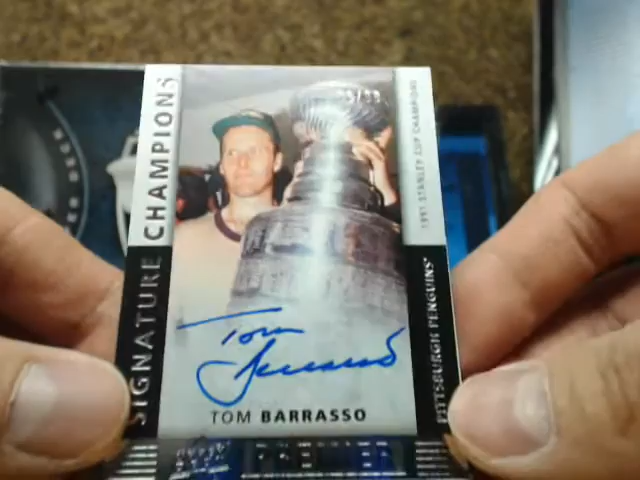 SIGNATURE CHAMPIONS
1991 STANLEY CUP CHAMPIONS
PITTSBURGH PENGUINS
Tom Barrasso
TOM BARRASSO